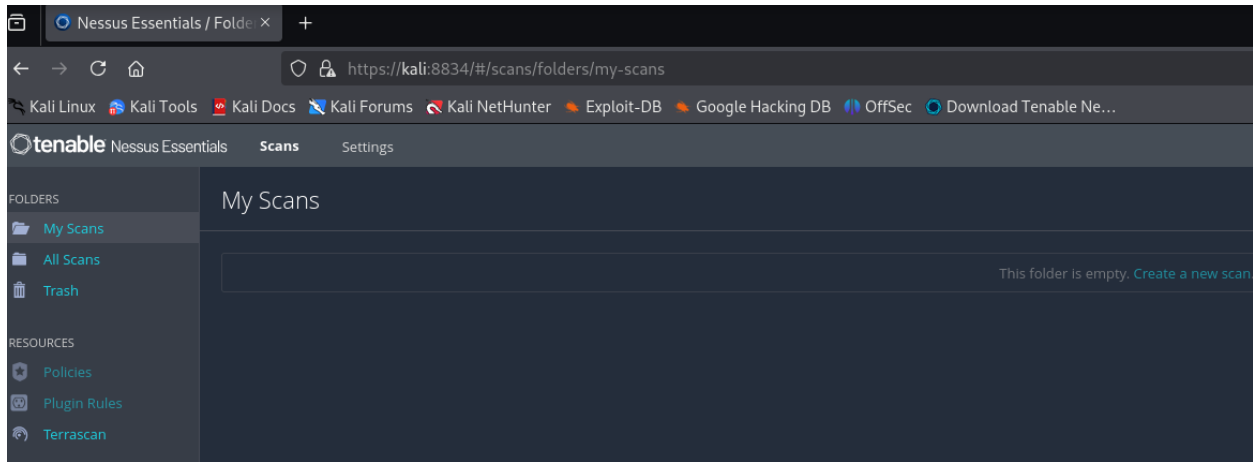 Nessus Essentials / Folde
https://kali:8834/#/scans/folders/my-scans
Kali Linux Kali Tools Kali Docs Kali Forums Kali NetHunter Exploit-DB Google Hacking DB OffSec Download Tenable Ne…
tenable Nessus Essentials Scans Settings
FOLDERS
My Scans
All Scans
Trash
RESOURCES
Policies
Plugin Rules
Terrascan
My Scans
This folder is empty. Create a new scan.